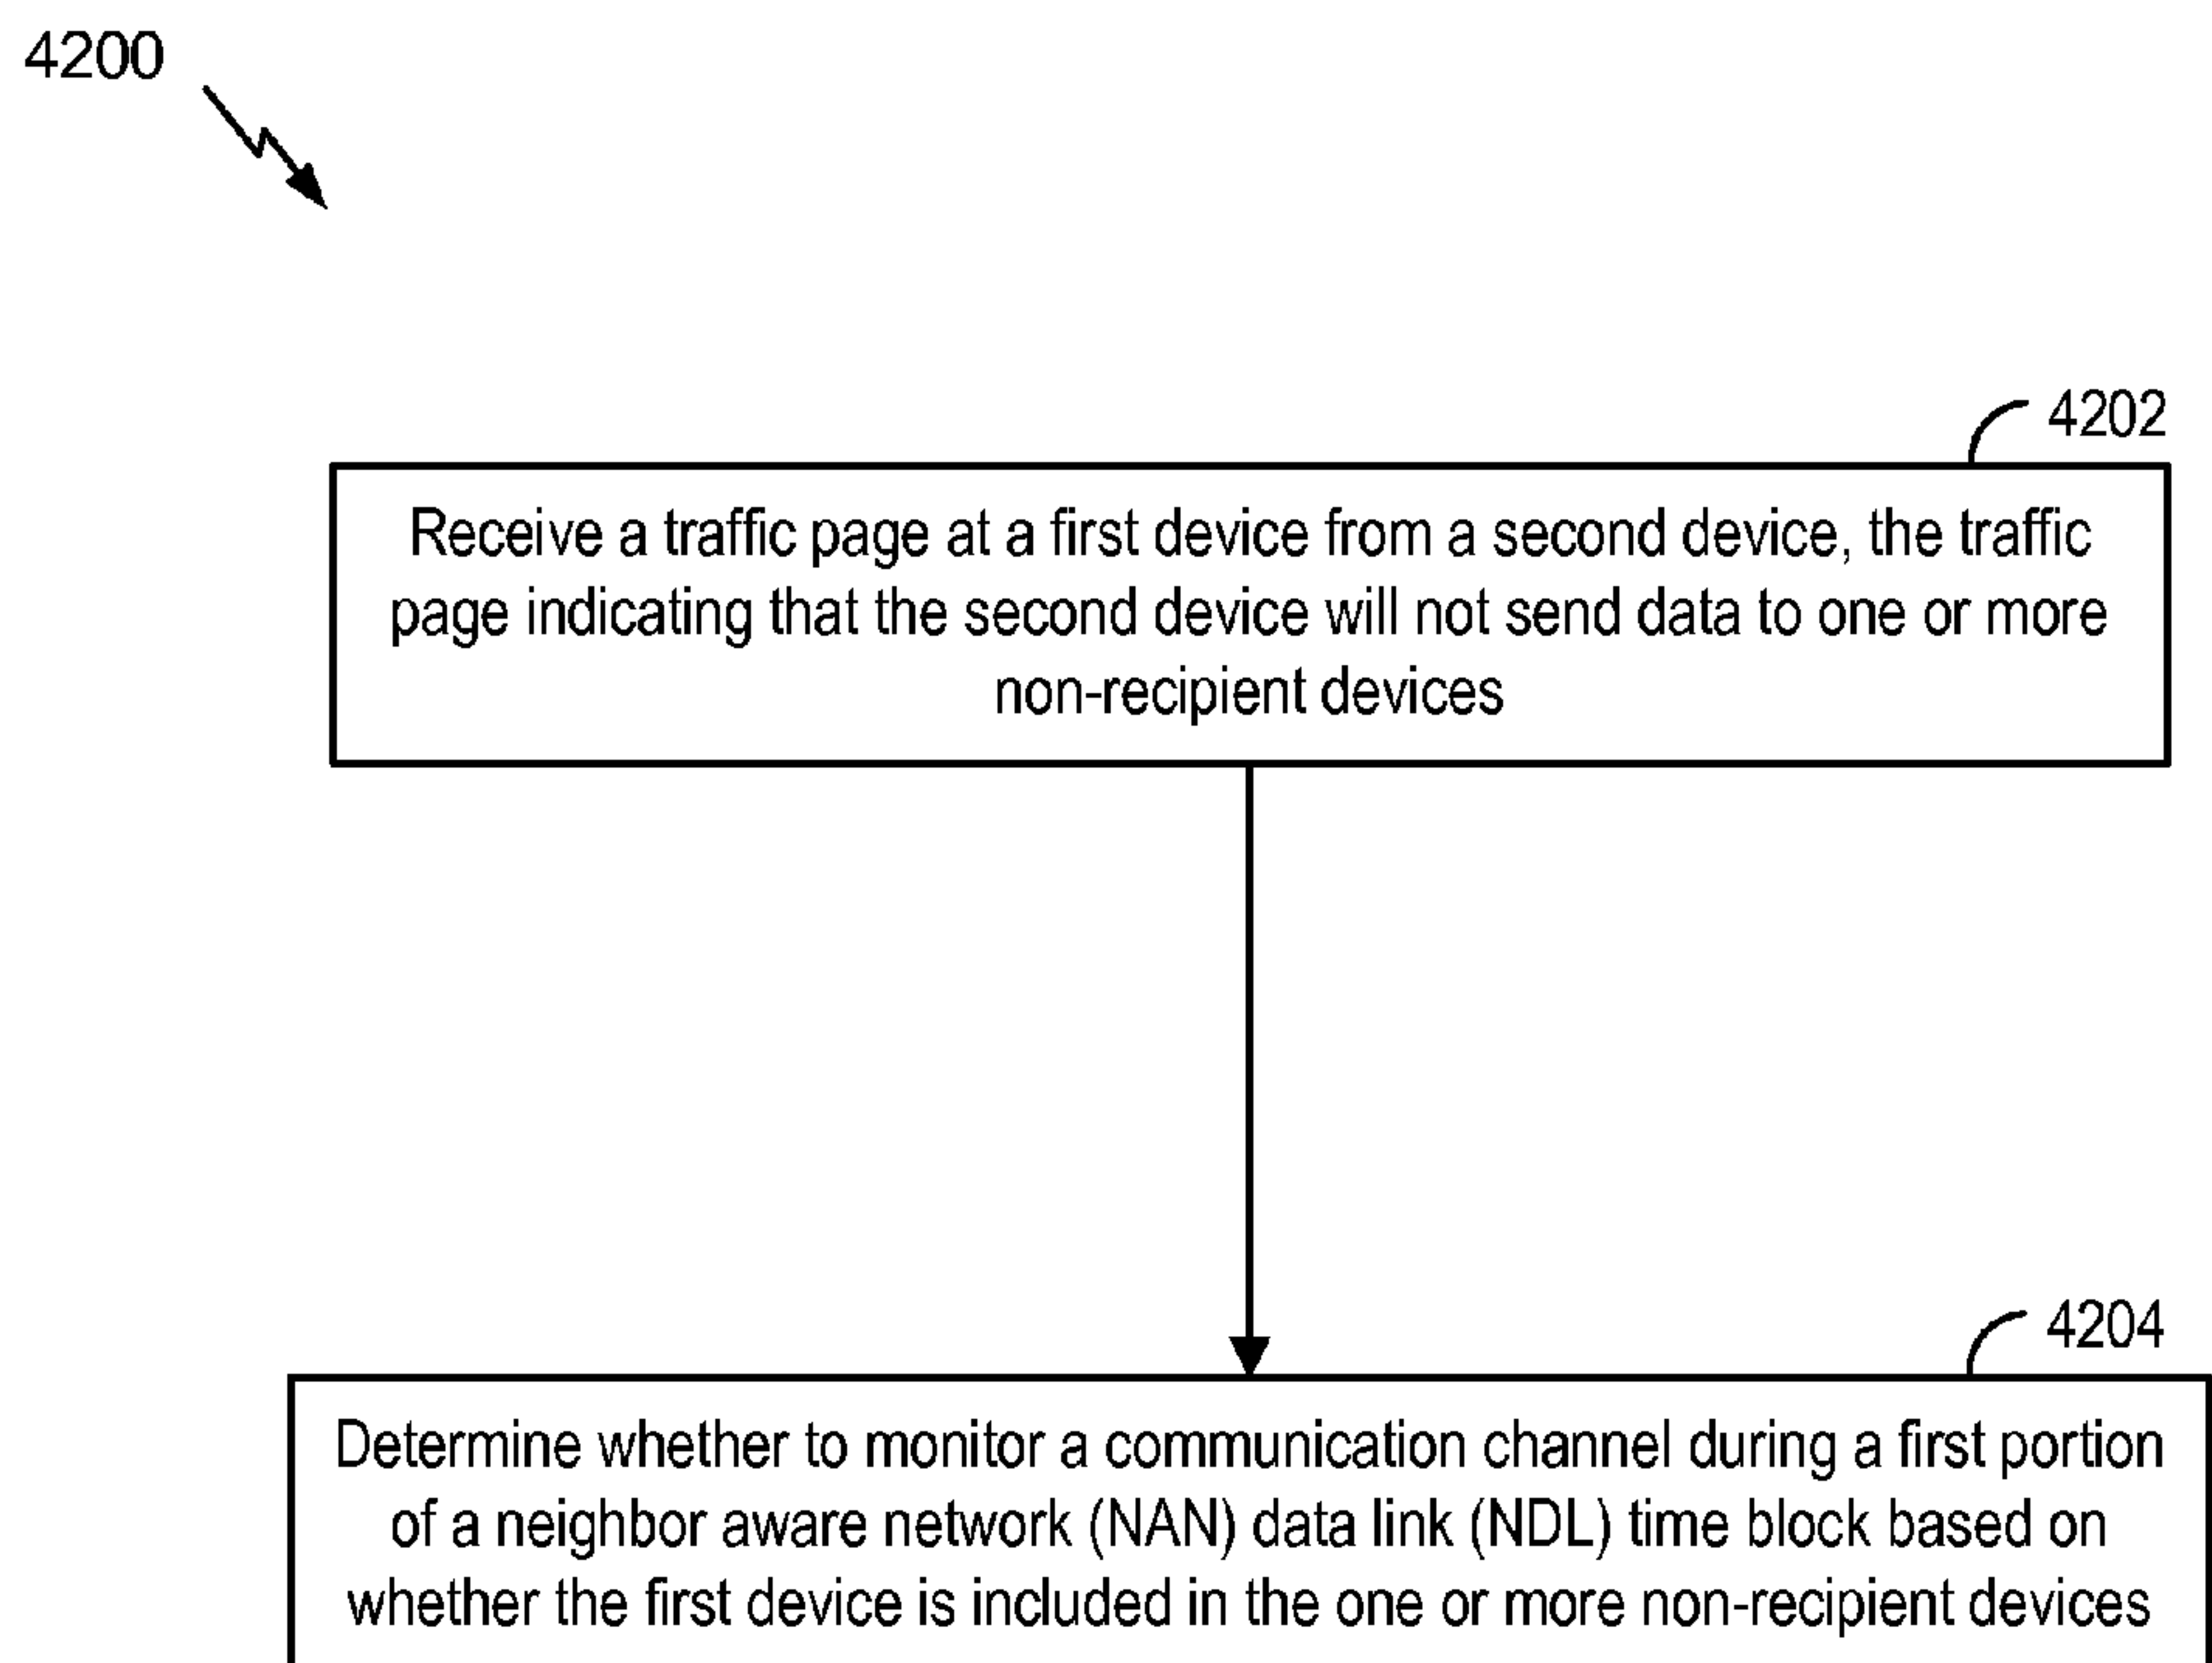 4200
4202
Receive a traffic page at a first device from a second device, the traffic
page indicating that the second device will not send data to one or more
non-recipient devices
4204
Determine whether to monitor a communication channel during a first portion
of a neighbor aware network (NAN) data link (NDL) time block based on
whether the first device is included in the one or more non-recipient devices